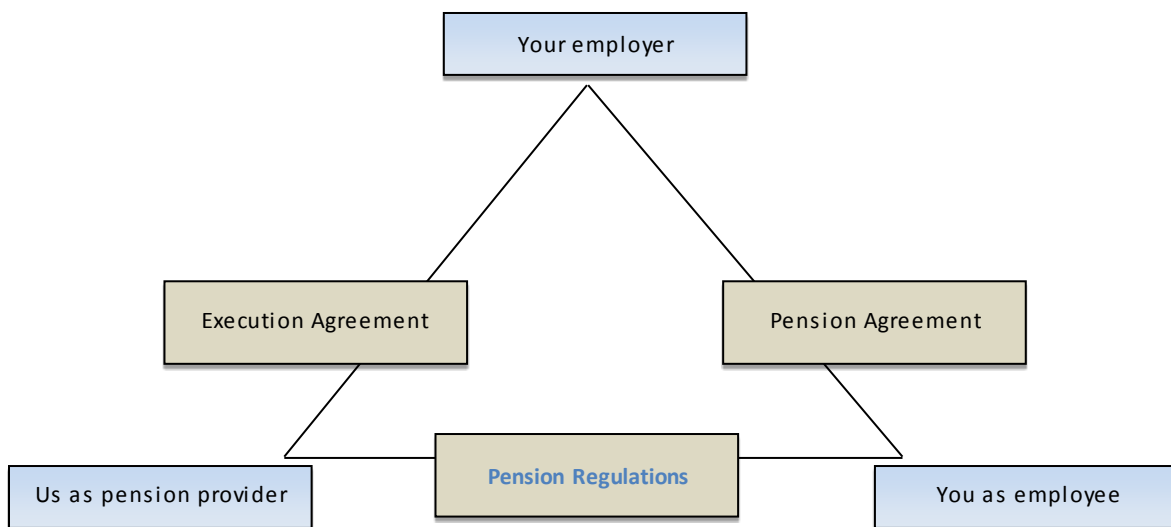 Your employer
Execution Agreement
Pension Agreement
Us as pension provider
Pension Regulations
You as employee